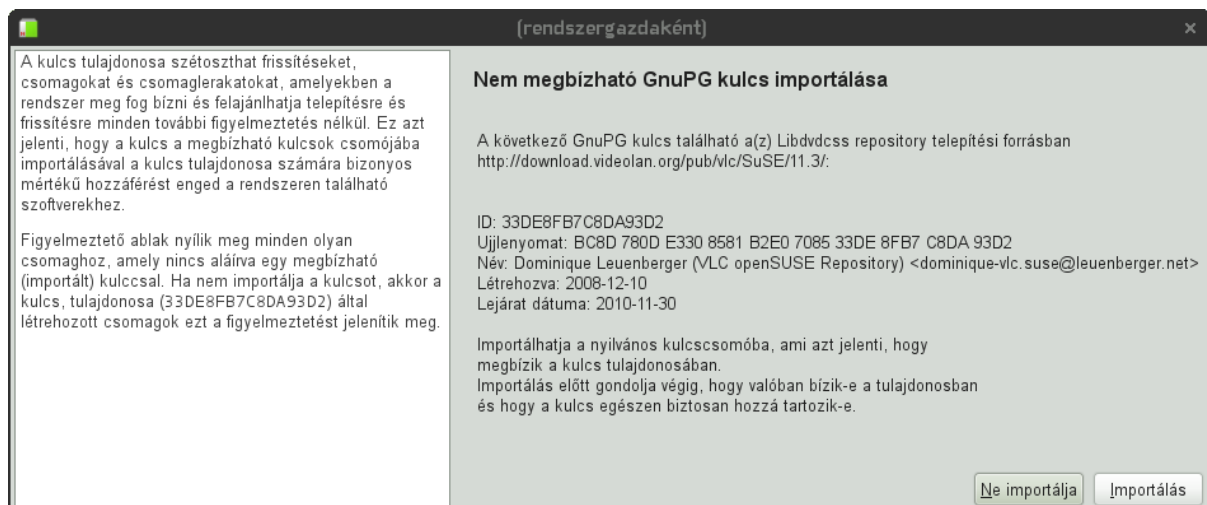 (rendszergazdaként)
A kulcs tulajdonosa szétoszthat frissítéseket,
csomagokat és csomaglerakatokat, amelyekben a
rendszer meg fog bízni és felajánlhatja telepítésre és
frissítésre minden további figyelmeztetés nélkül. Ez azt
jelenti, hogy a kulcs a megbízható kulcsok csomójába
importálásával a kulcs tulajdonosa számára bizonyos
mértékű hozzáférést enged a rendszeren található
szoftverekhez.
Figyelmeztető ablak nyílik meg minden olyan
csomaghoz, amely nincs aláírva egy megbízható
(importált) kulccsal. Ha nem importálja a kulcsot, akkor a
kulcs, tulajdonosa (33DE8FB7C8DA93D2) által
létrehozott csomagok ezt a figyelmeztetést jelenítik meg.
Nem megbízható GnuPG kulcs importálása
A következő GnuPG kulcs található a(z) Libdvdcss repository telepítési forrásban
http://download.videolan.org/pub/vlc/SuSE/11.3/:
ID: 33DE8FB7C8DA93D2
Ujjlenyomat: BC8D 780D E330 8581 B2E0 7085 33DE 8FB7 C8DA 93D2
Név: Dominique Leuenberger (VLC openSUSE Repository) <dominique-vlc.suse@leuenberger.net>
Létrehozva: 2008-12-10
Lejárat dátuma: 2010-11-30
Importálhatja a nyilvános kulcscsomóba, ami azt jelenti, hogy
megbízik a kulcs tulajdonosában.
Importálás előtt gondolja végig, hogy valóban bízik-e a tulajdonosban
és hogy a kulcs egészen biztosan hozzá tartozik-e.
Ne importálja
Importálás